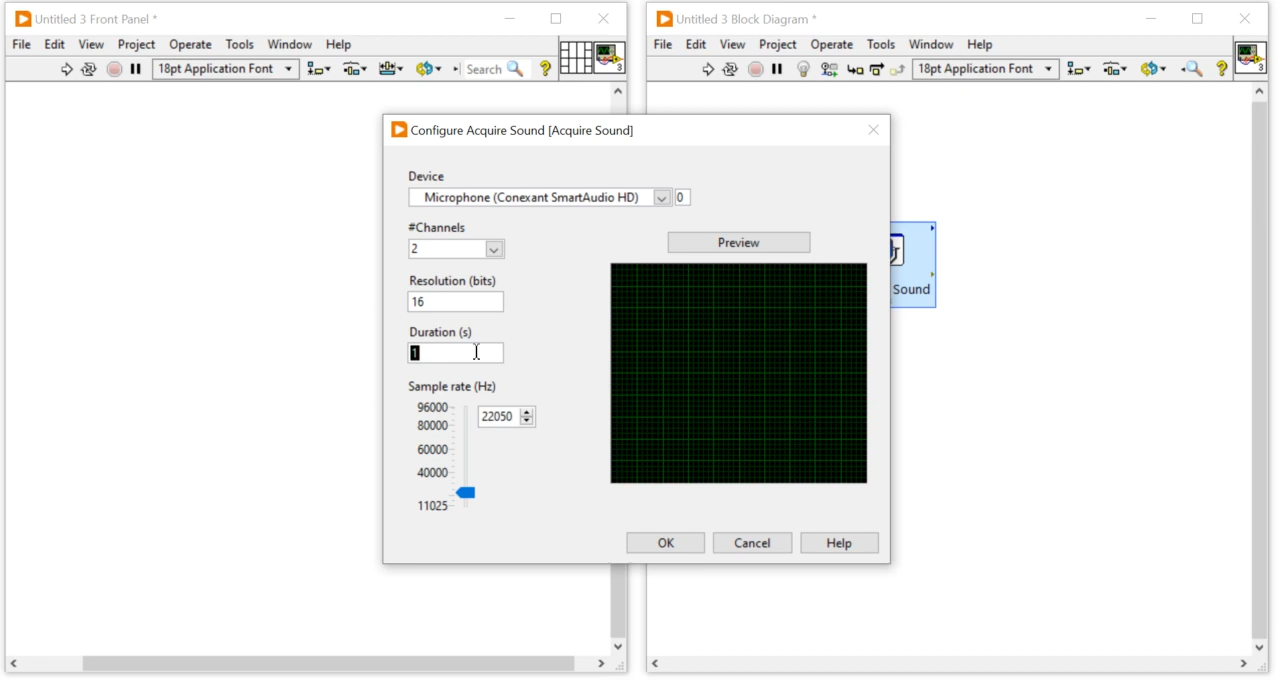 Untitled 3 Front Panel *
File Edit View Project Operate Tools Window Help
18pt Application Font
Search
3
Untitled 3 Block Diagram *
File Edit View Project Operate Tools Window Help
18pt Application Font
3
Configure Acquire Sound [Acquire Sound]
Device
Microphone (Conexant SmartAudio HD) 0
#Channels
2
Preview
Resolution (bits)
16
Duration (s)
1
Sample rate (Hz)
96000
22050
80000
60000
40000
11025
OK Cancel Help
Sound